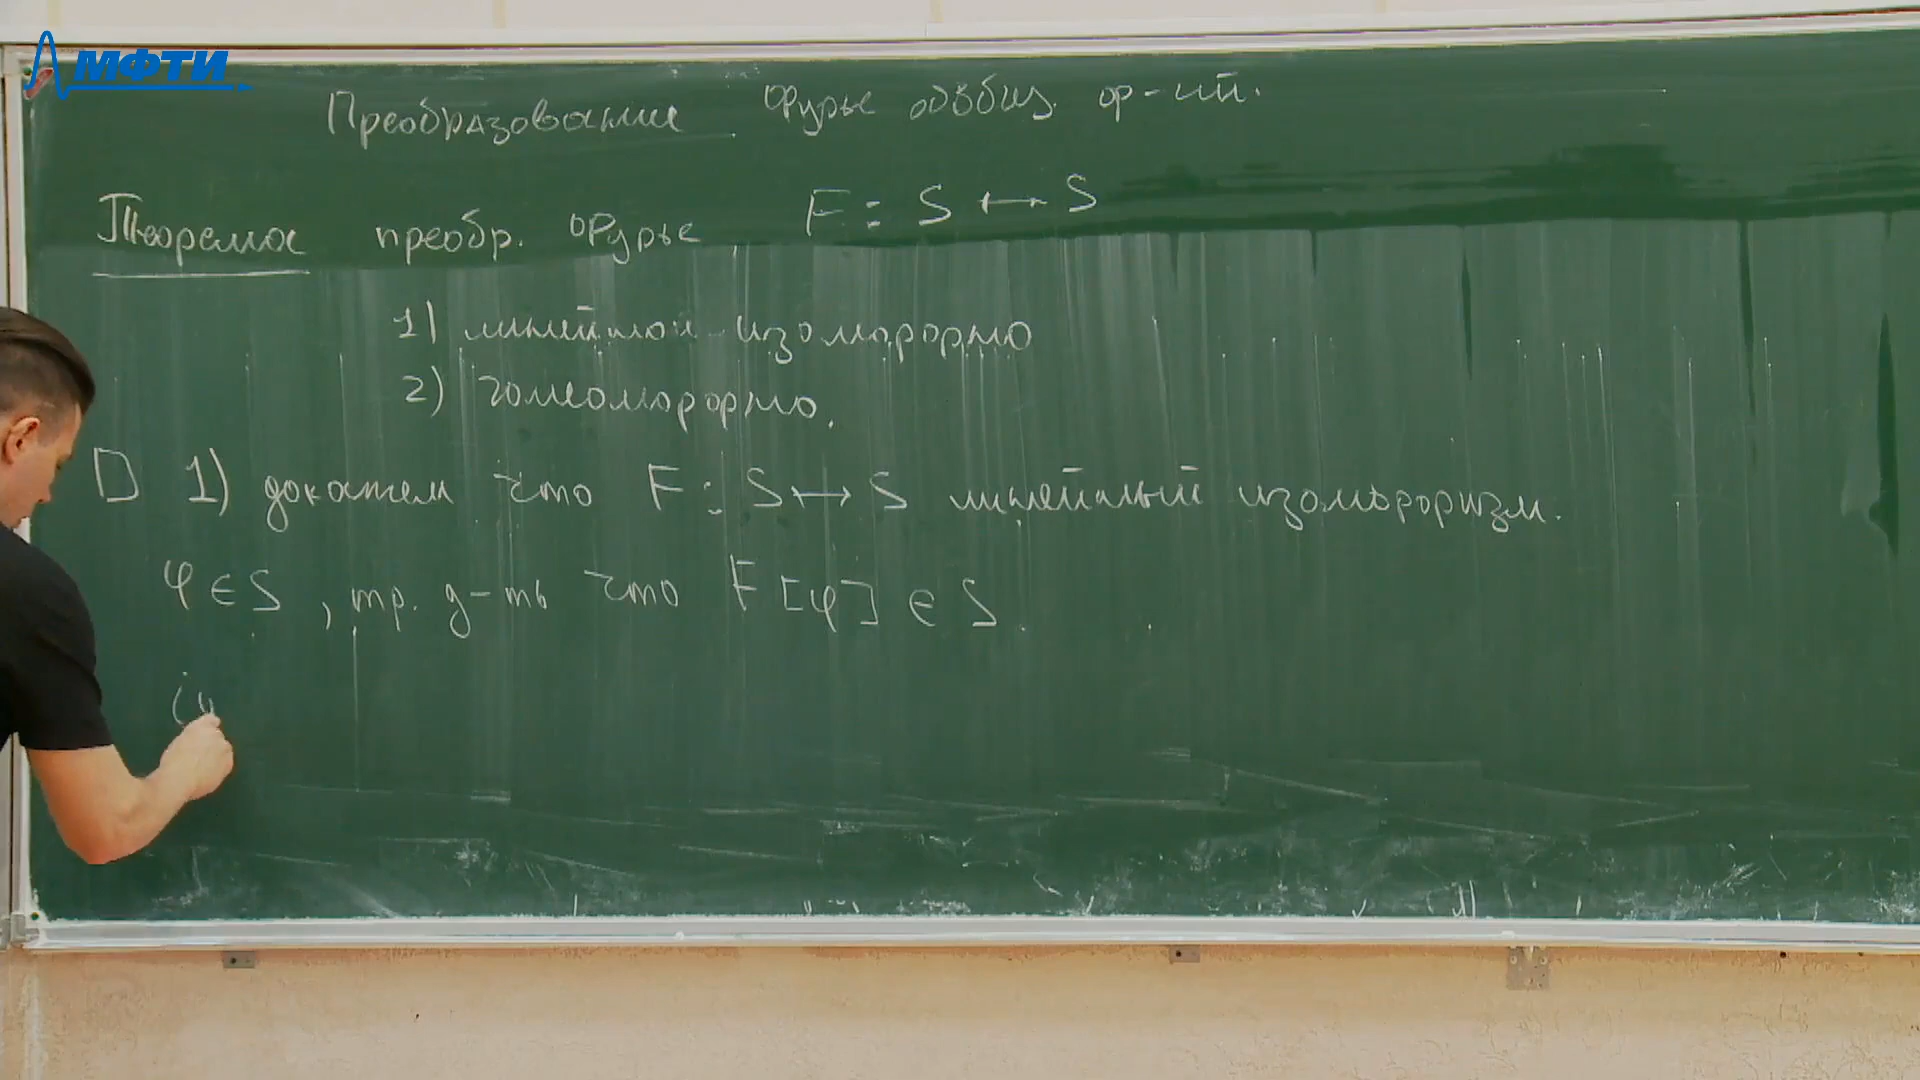 МФТИ
Преобразование Фурье обобщ. ф-ий.
Теорема преобр. Фурье F : S ↔ S
1) линейно изоморфно
2) гомеоморфно.
D 1) докажем что F : S ↔ S линейный изоморфизм.
φ ∈ S , тр. д-ть что F [φ] ∈ S.
(y